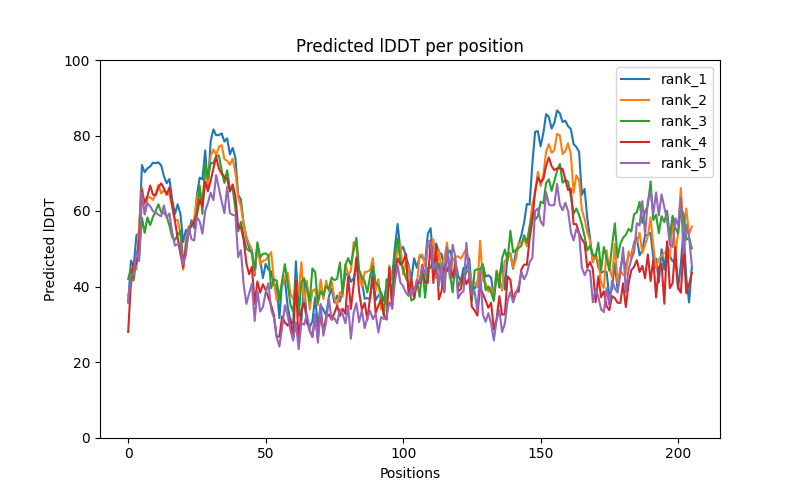 Predicted lDDT per position
100
80
60
40
20
0
Predicted lDDT
0
50
100
150
200
Positions
rank_1
rank_2
rank_3
rank_4
rank_5